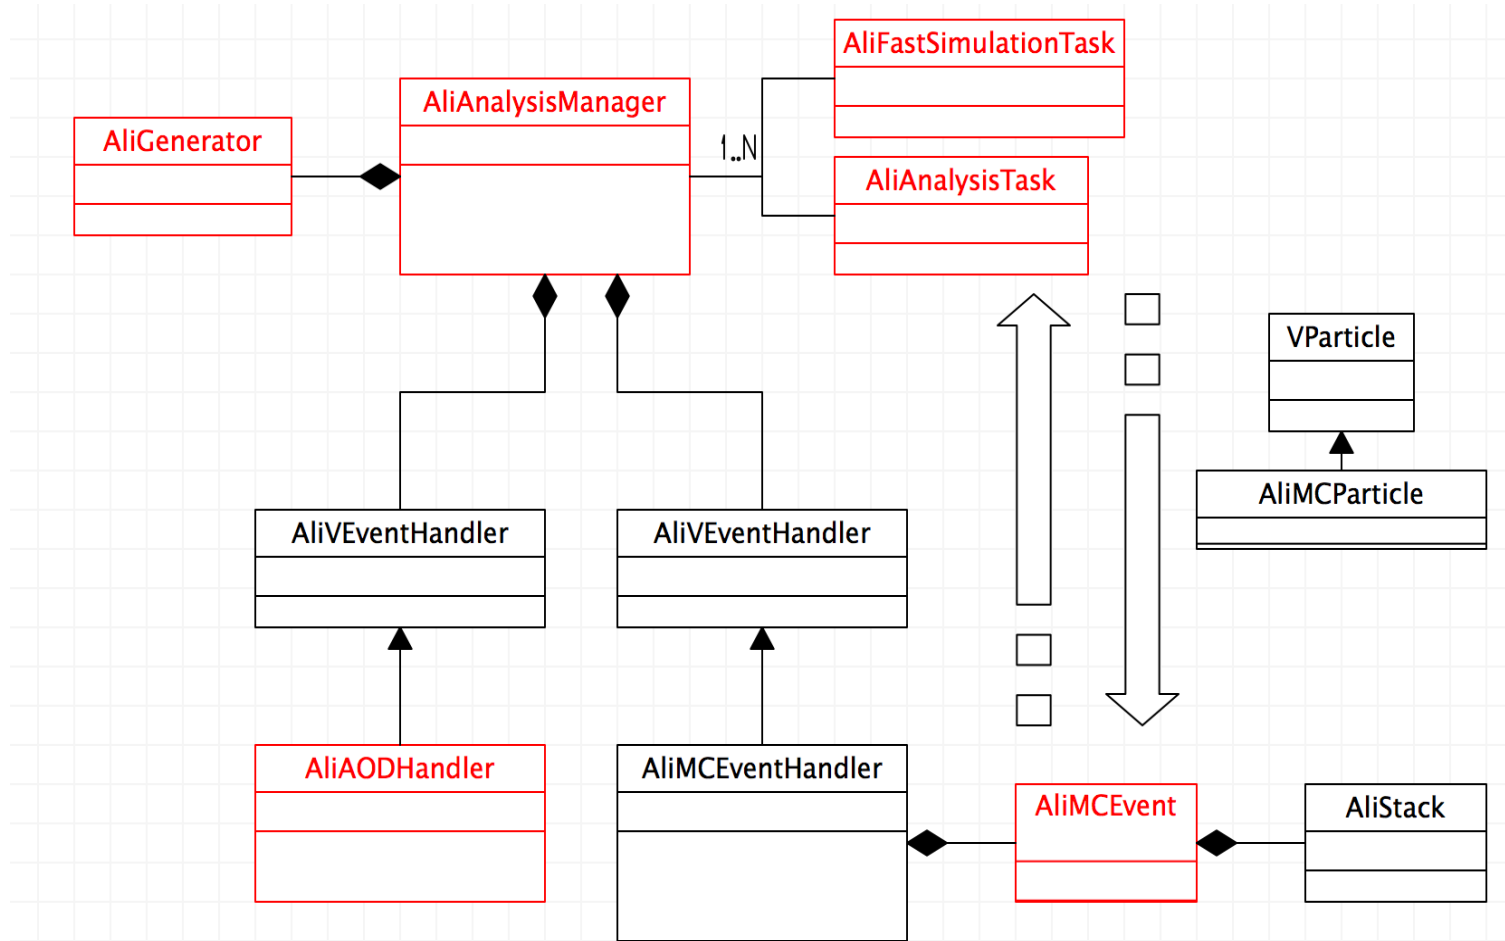 AliFastSimulationTask
AliAnalysisManager
AliGenerator
1..N
AliAnalysisTask
VParticle
AliMCParticle
AliVEventHandler
AliVEventHandler
AliAODHandler
AliMCEventHandler
AliMCEvent
AliStack